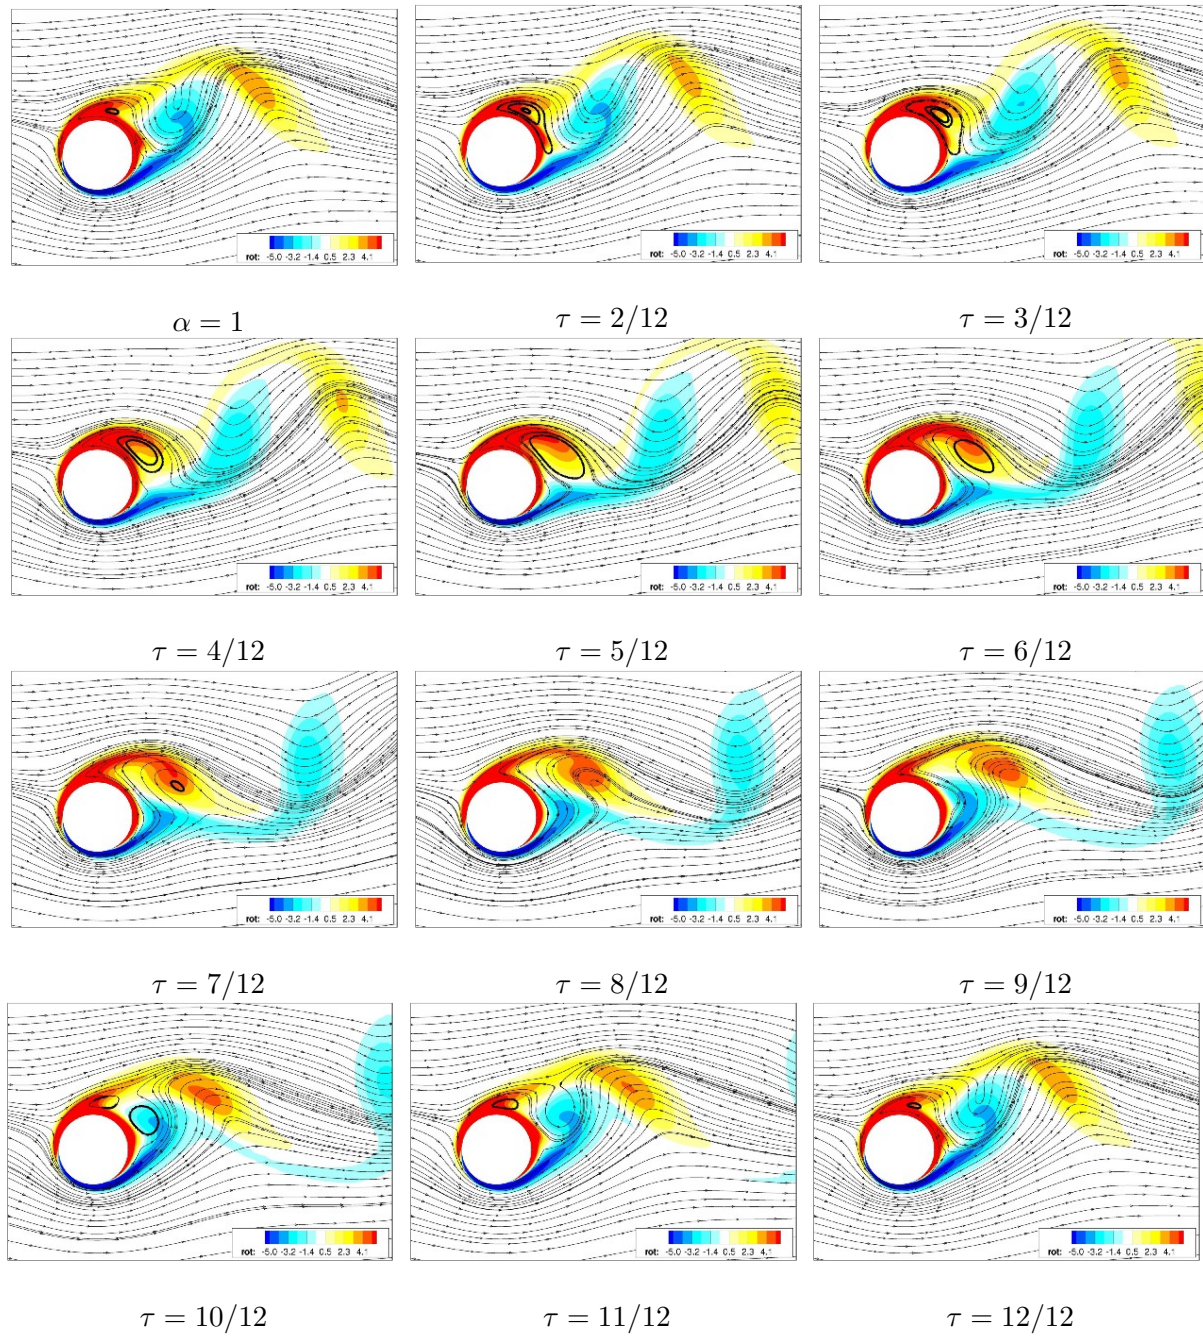 rot: -5.0 -3.2 -1.4 0.5 2.3 4.1
rot: -5.0 -3.2 -1.4 0.5 2.3 4.1
rot: -5.0 -3.2 -1.4 0.5 2.3 4.1
α = 1
τ = 2/12
τ = 3/12
rot: -5.0 -3.2 -1.4 0.5 2.3 4.1
rot: -5.0 -3.2 -1.4 0.5 2.3 4.1
rot: -5.0 -3.2 -1.4 0.5 2.3 4.1
τ = 4/12
τ = 5/12
τ = 6/12
rot: -5.0 -3.2 -1.4 0.5 2.3 4.1
rot: -5.0 -3.2 -1.4 0.5 2.3 4.1
rot: -5.0 -3.2 -1.4 0.5 2.3 4.1
τ = 7/12
τ = 8/12
τ = 9/12
rot: -5.0 -3.2 -1.4 0.5 2.3 4.1
rot: -5.0 -3.2 -1.4 0.5 2.3 4.1
rot: -5.0 -3.2 -1.4 0.5 2.3 4.1
τ = 10/12
τ = 11/12
τ = 12/12